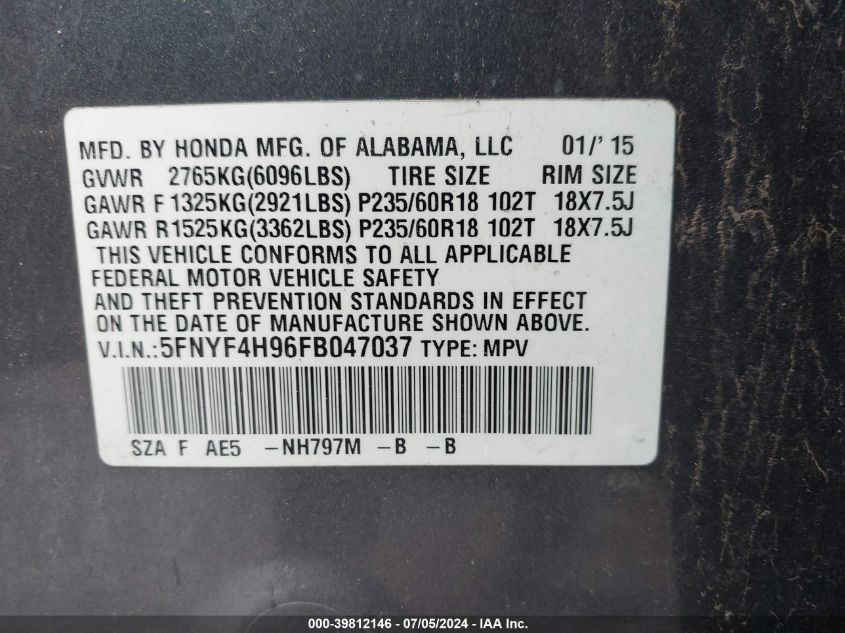 MFD. BY HONDA MFG. OF ALABAMA, LLC 01/'15
GVWR 2765KG(6096LBS) TIRE SIZE RIM SIZE
GAWR F1325KG(2921LBS) P235/60R18 102T 18X7.5J
GAWR R1525KG(3362LBS) P235/60R18 102T 18X7.5J
THIS VEHICLE CONFORMS TO ALL APPLICABLE
FEDERAL MOTOR VEHICLE SAFETY
AND THEFT PREVENTION STANDARDS IN EFFECT
ON THE DATE OF MANUFACTURE SHOWN ABOVE.
V.I.N.:5FNYF4H96FB047037 TYPE: MPV
SZA F AE5 -NH797M -B -B
000-39812146 - 07/05/2024 - IAA Inc.